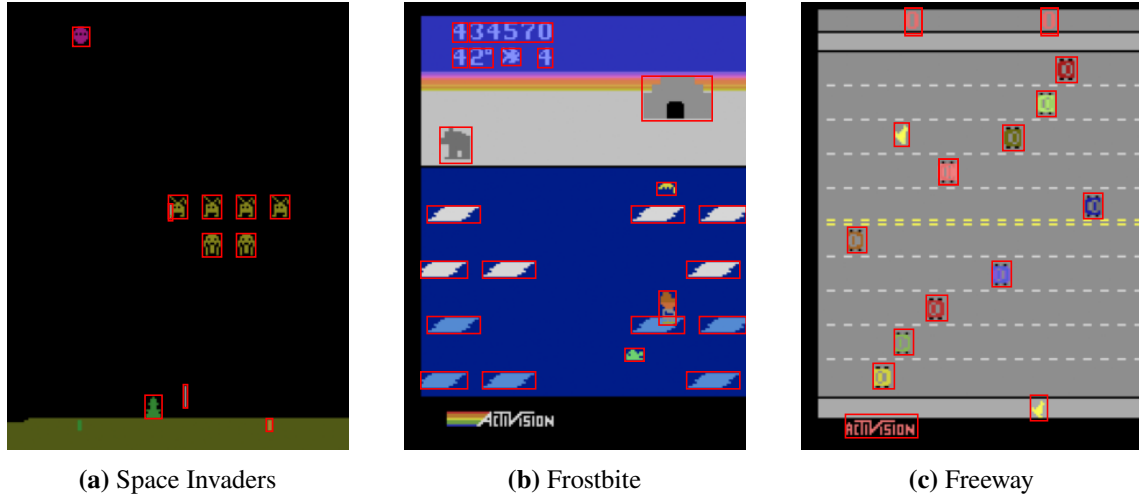 434570
42° 4
ACTIVISION
ACTIVISION
(a) Space Invaders
(b) Frostbite
(c) Freeway